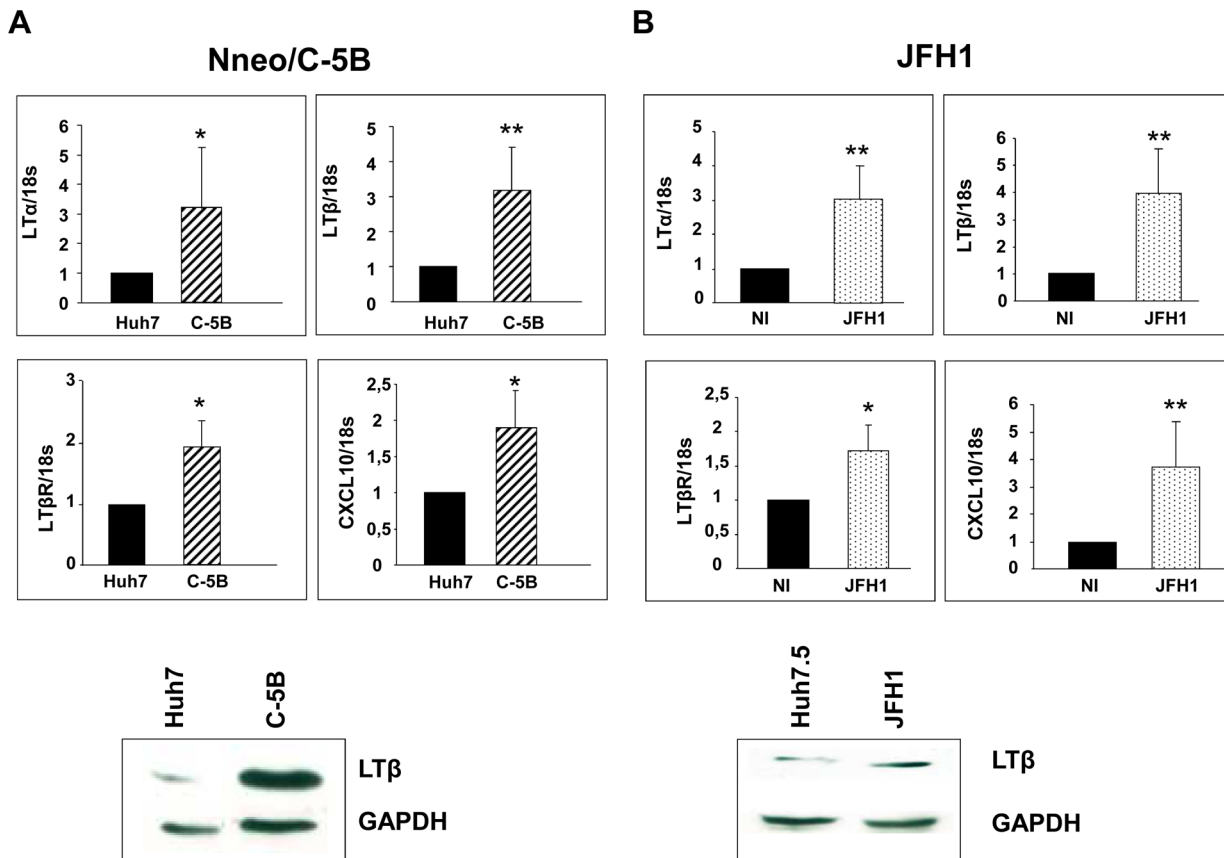 A
B
Nneo/C-5B
JFH1
LTα/18s
6
5
4
3
2
1
0
*
Huh7 C-5B
LTβ/18s
5
4
3
2
1
0
**
Huh7 C-5B
LTα/18s
5
4
3
2
1
0
**
NI JFH1
LTβ/18s
6
5
4
3
2
1
0
**
NI JFH1
LTβR/18s
3
2
1
0
*
Huh7 C-5B
CXCL10/18s
2,5
2
1,5
1
0,5
0
*
Huh7 C-5B
LTβR/18s
2,5
2
1,5
1
0,5
0
*
NI JFH1
CXCL10/18s
6
5
4
3
2
1
0
**
NI JFH1
Huh7
C-5B
LTβ
GAPDH
Huh7.5
JFH1
LTβ
GAPDH